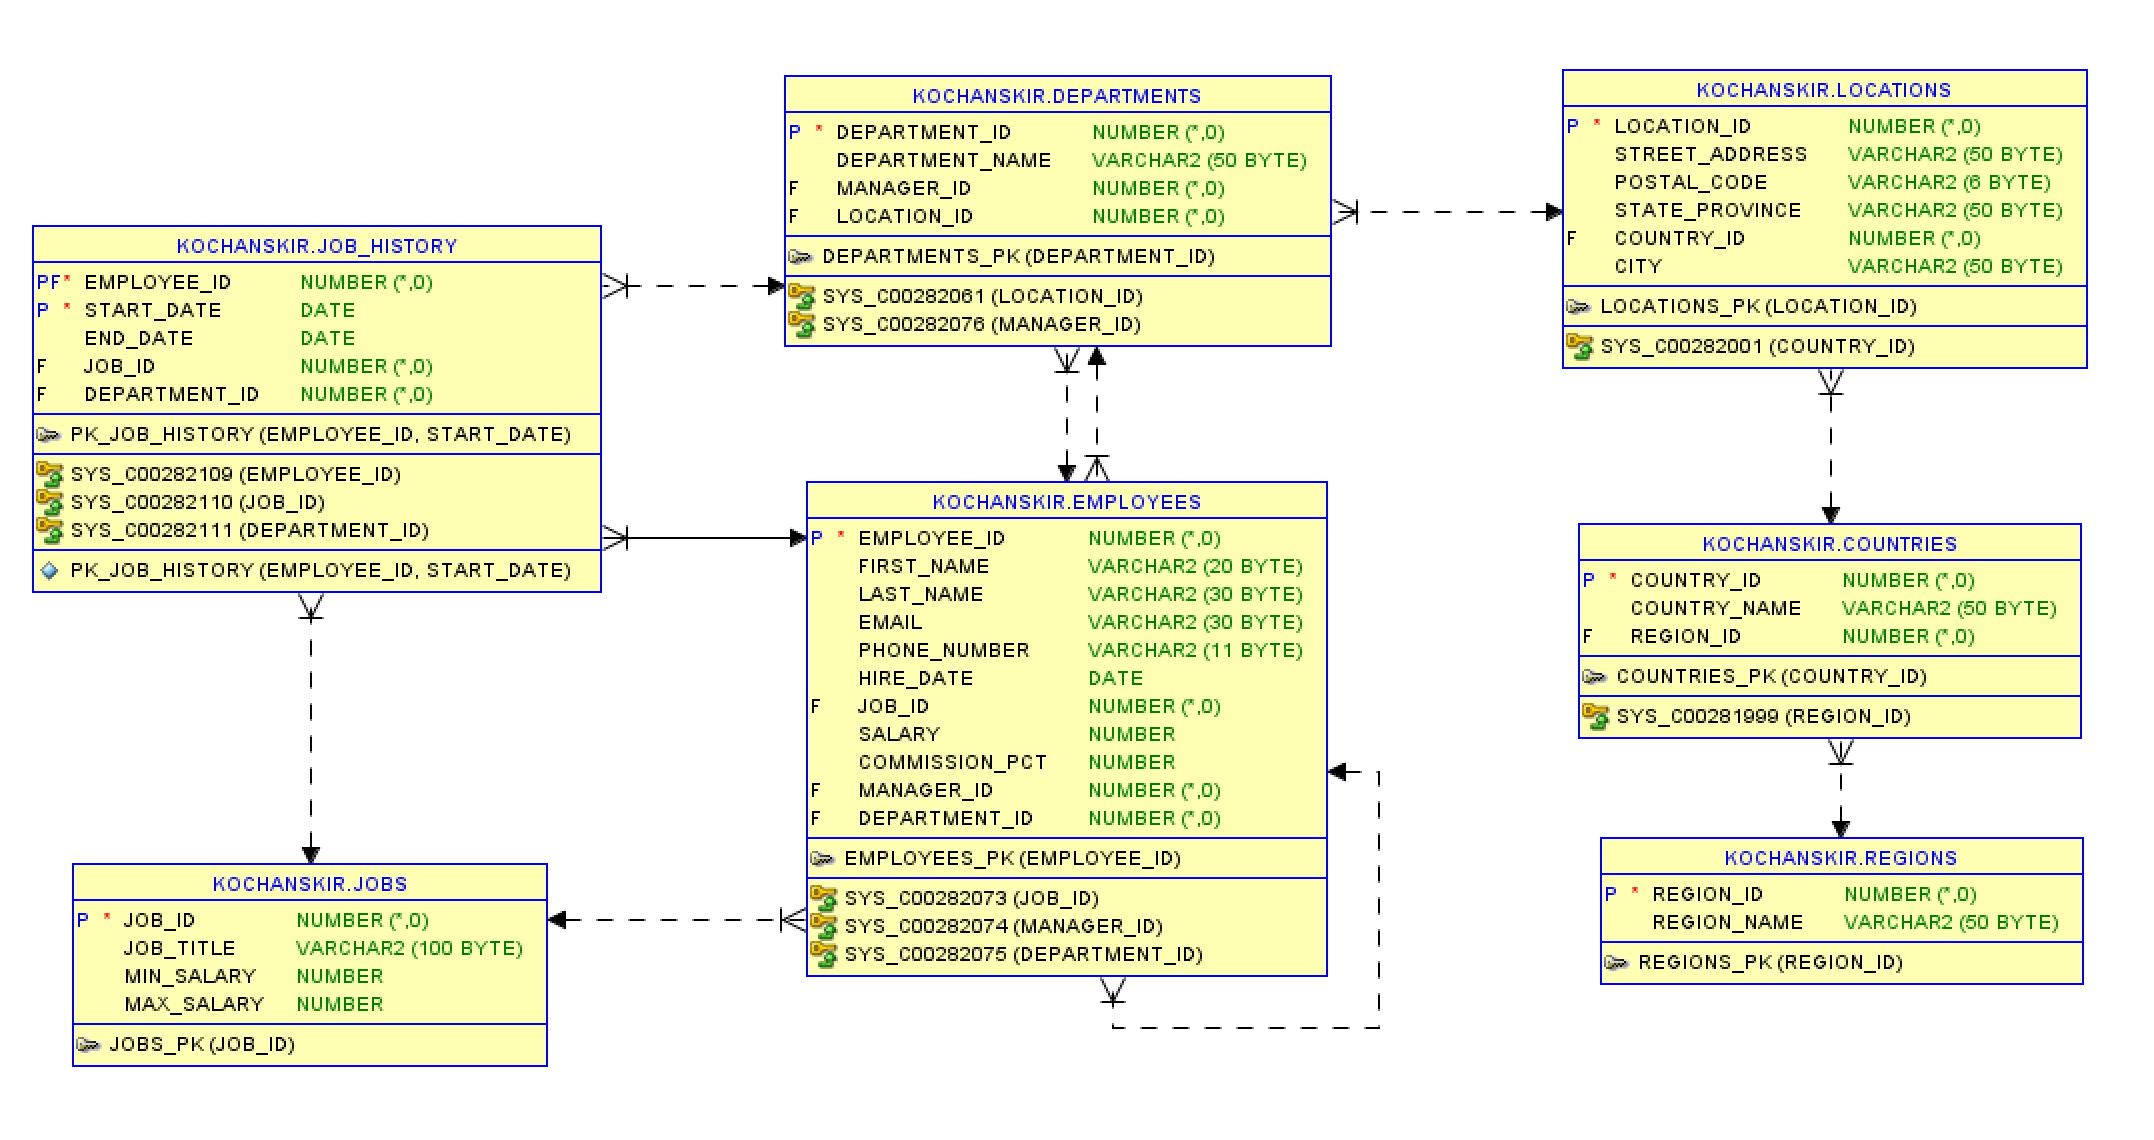 KOCHANSKIR.JOB_HISTORY
PF* EMPLOYEE_ID NUMBER (*,0)
P * START_DATE DATE
END_DATE DATE
F JOB_ID NUMBER (*,0)
F DEPARTMENT_ID NUMBER (*,0)
PK_JOB_HISTORY (EMPLOYEE_ID, START_DATE)
SYS_C00282109 (EMPLOYEE_ID)
SYS_C00282110 (JOB_ID)
SYS_C00282111 (DEPARTMENT_ID)
PK_JOB_HISTORY (EMPLOYEE_ID, START_DATE)
KOCHANSKIR.JOBS
P * JOB_ID NUMBER (*,0)
JOB_TITLE VARCHAR2 (100 BYTE)
MIN_SALARY NUMBER
MAX_SALARY NUMBER
JOBS_PK (JOB_ID)
KOCHANSKIR.DEPARTMENTS
P * DEPARTMENT_ID NUMBER (*,0)
DEPARTMENT_NAME VARCHAR2 (50 BYTE)
F MANAGER_ID NUMBER (*,0)
F LOCATION_ID NUMBER (*,0)
DEPARTMENTS_PK (DEPARTMENT_ID)
SYS_C00282061 (LOCATION_ID)
SYS_C00282076 (MANAGER_ID)
KOCHANSKIR.EMPLOYEES
P * EMPLOYEE_ID NUMBER (*,0)
FIRST_NAME VARCHAR2 (20 BYTE)
LAST_NAME VARCHAR2 (30 BYTE)
EMAIL VARCHAR2 (30 BYTE)
PHONE_NUMBER VARCHAR2 (11 BYTE)
HIRE_DATE DATE
F JOB_ID NUMBER (*,0)
SALARY NUMBER
COMMISSION_PCT NUMBER
F MANAGER_ID NUMBER (*,0)
F DEPARTMENT_ID NUMBER (*,0)
EMPLOYEES_PK (EMPLOYEE_ID)
SYS_C00282073 (JOB_ID)
SYS_C00282074 (MANAGER_ID)
SYS_C00282075 (DEPARTMENT_ID)
KOCHANSKIR.LOCATIONS
P * LOCATION_ID NUMBER (*,0)
STREET_ADDRESS VARCHAR2 (50 BYTE)
POSTAL_CODE VARCHAR2 (6 BYTE)
STATE_PROVINCE VARCHAR2 (50 BYTE)
F COUNTRY_ID NUMBER (*,0)
CITY VARCHAR2 (50 BYTE)
LOCATIONS_PK (LOCATION_ID)
SYS_C00282001 (COUNTRY_ID)
KOCHANSKIR.COUNTRIES
P * COUNTRY_ID NUMBER (*,0)
COUNTRY_NAME VARCHAR2 (50 BYTE)
F REGION_ID NUMBER (*,0)
COUNTRIES_PK (COUNTRY_ID)
SYS_C00281999 (REGION_ID)
KOCHANSKIR.REGIONS
P * REGION_ID NUMBER (*,0)
REGION_NAME VARCHAR2 (50 BYTE)
REGIONS_PK (REGION_ID)